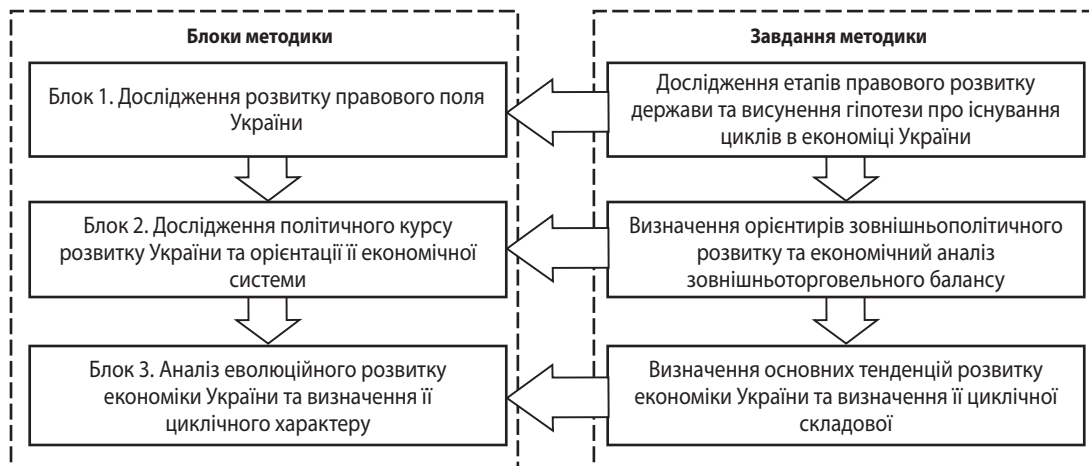 Блоки методики
Блок 1. Дослідження розвитку правового поля
України
Блок 2. Дослідження політичного курсу
розвитку України та орієнтації її економічної
системи
Блок 3. Аналіз еволюційного розвитку
економіки України та визначення її
циклічного характеру
Завдання методики
Дослідження етапів правового розвитку
держави та висунення гіпотези про існування
циклів в економіці України
Визначення орієнтирів зовнішньополітичного
розвитку та економічний аналіз
зовнішньоторговельного балансу
Визначення основних тенденцій розвитку
економіки України та визначення її циклічної
складової